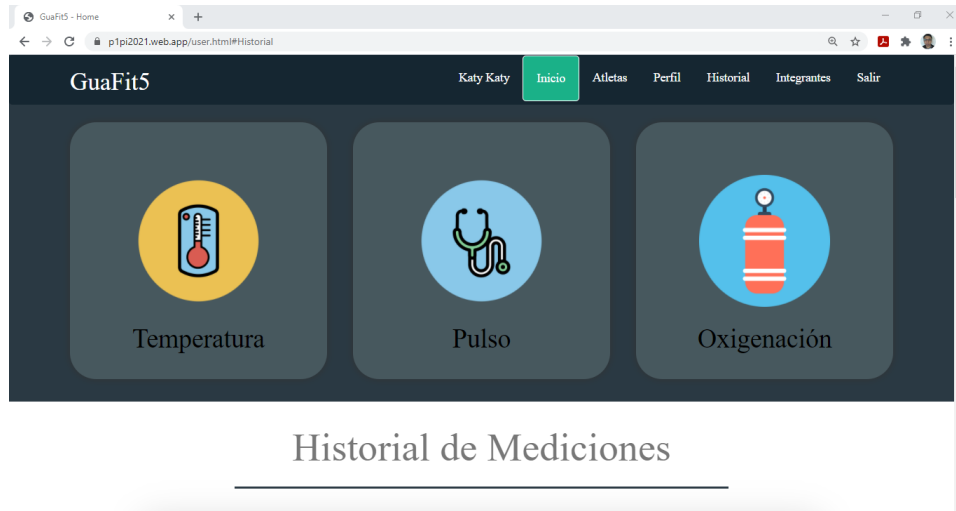 GuaFit5 - Home
p1pi2021.web.app/user.html#Historial
GuaFit5 Katy Katy Inicio Atletas Perfil Historial Integrantes Salir
Temperatura Pulso Oxigenación
Historial de Mediciones